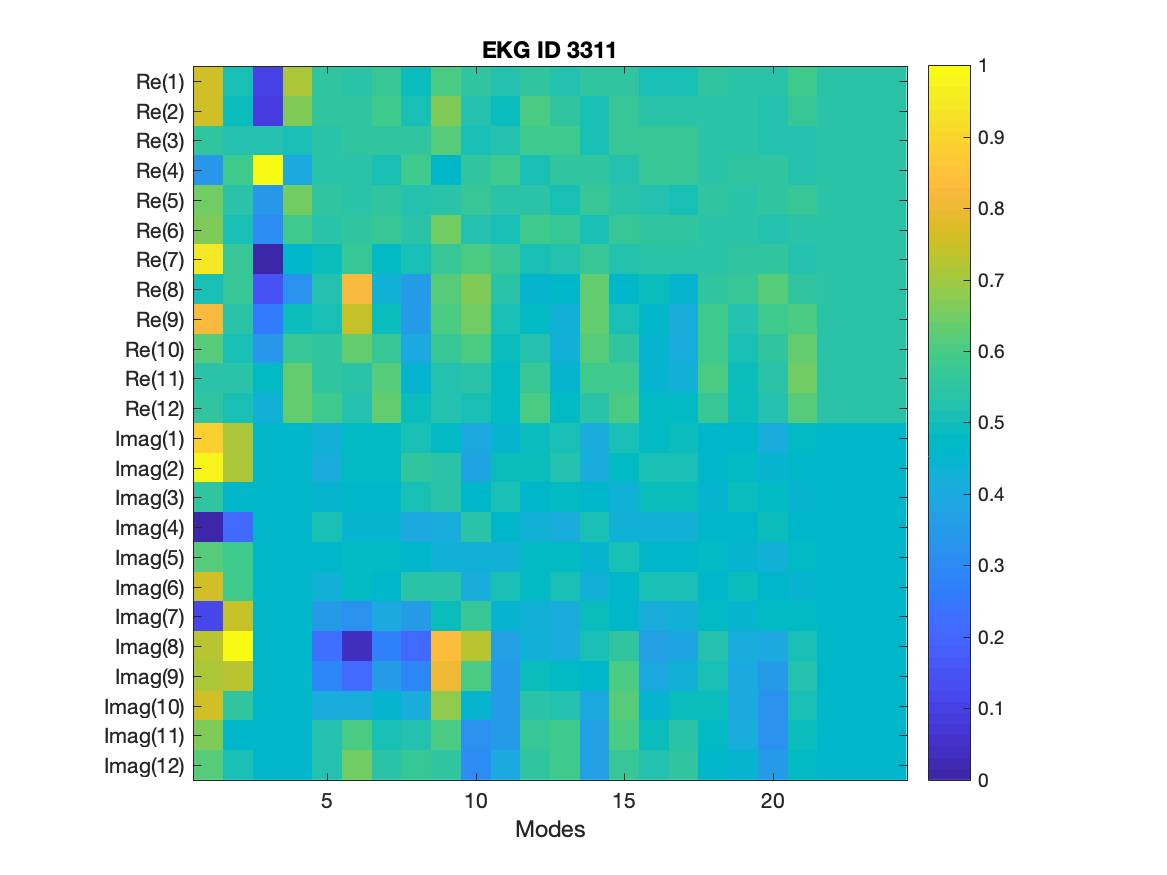 EKG ID 3311
Re(1)
Re(2)
Re(3)
Re(4)
Re(5)
Re(6)
Re(7)
Re(8)
Re(9)
Re(10)
Re(11)
Re(12)
Imag(1)
Imag(2)
Imag(3)
Imag(4)
Imag(5)
Imag(6)
Imag(7)
Imag(8)
Imag(9)
Imag(10)
Imag(11)
Imag(12)
5 10 15 20
Modes
1
0.9
0.8
0.7
0.6
0.5
0.4
0.3
0.2
0.1
0